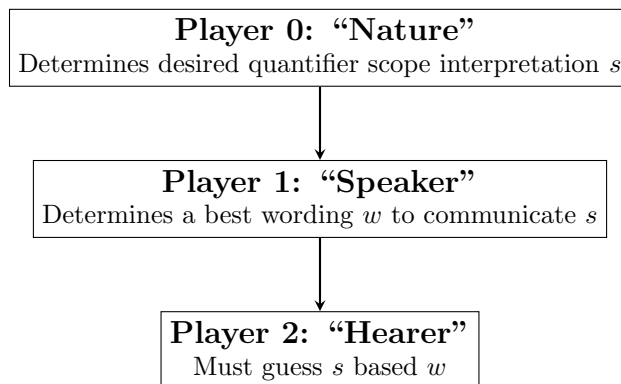 Player 0: “Nature”
Determines desired quantifier scope interpretation s
Player 1: “Speaker”
Determines a best wording w to communicate s
Player 2: “Hearer”
Must guess s based w